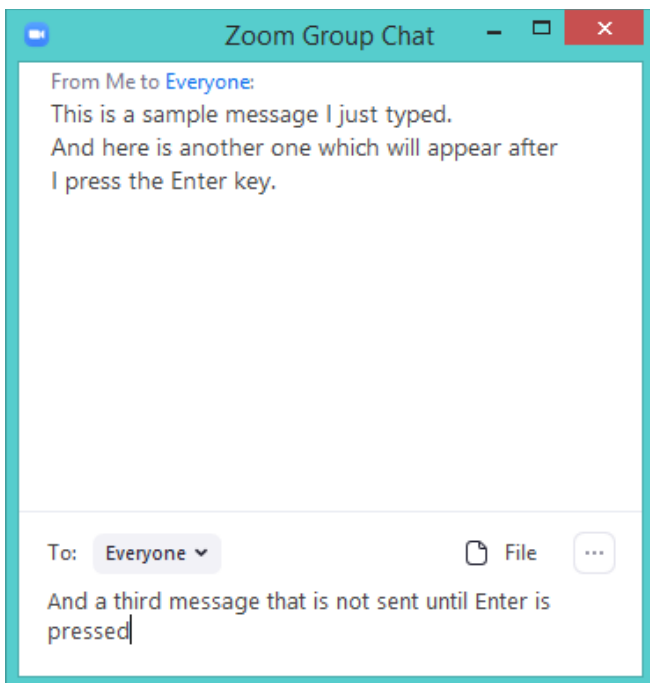 Zoom Group Chat
From Me to Everyone:
This is a sample message I just typed.
And here is another one which will appear after
I press the Enter key.
To: Everyone File ...
And a third message that is not sent until Enter is
pressed